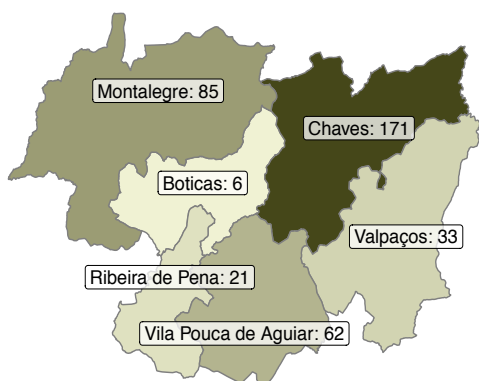 Montalegre: 85
Chaves: 171
Boticas: 6
Valpaços: 33
Ribeira de Pena: 21
Vila Pouca de Aguiar: 62